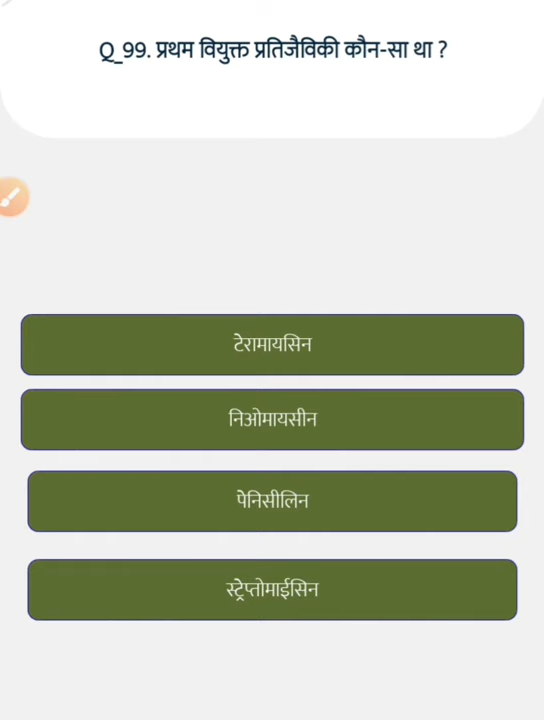 Q_99. प्रथम वियुक्त प्रतिजैविकी कौन-सा था ?
टेरामायसिन
निओमायसीन
पेनिसीलिन
स्ट्रेप्तोमाईसिन